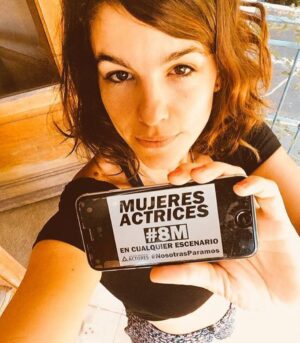 MUJERES
ACTRICES
#8M
EN CUALQUIER ESCENARIO
ACTORES #NosotrasParamos